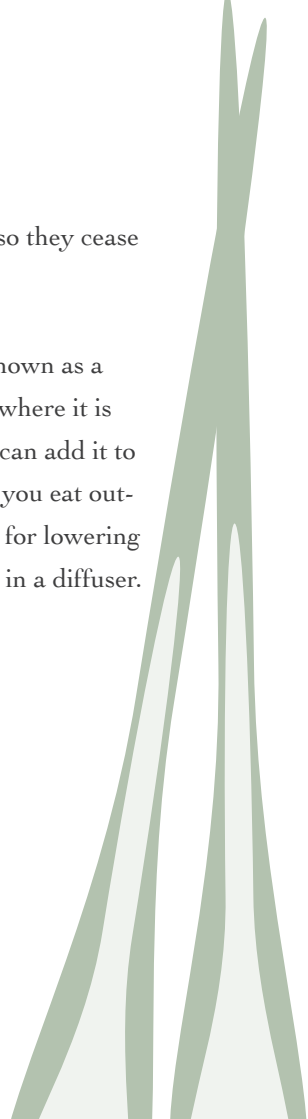 so they cease
nown as a
where it is
can add it to
you eat out-
for lowering
in a diffuser.